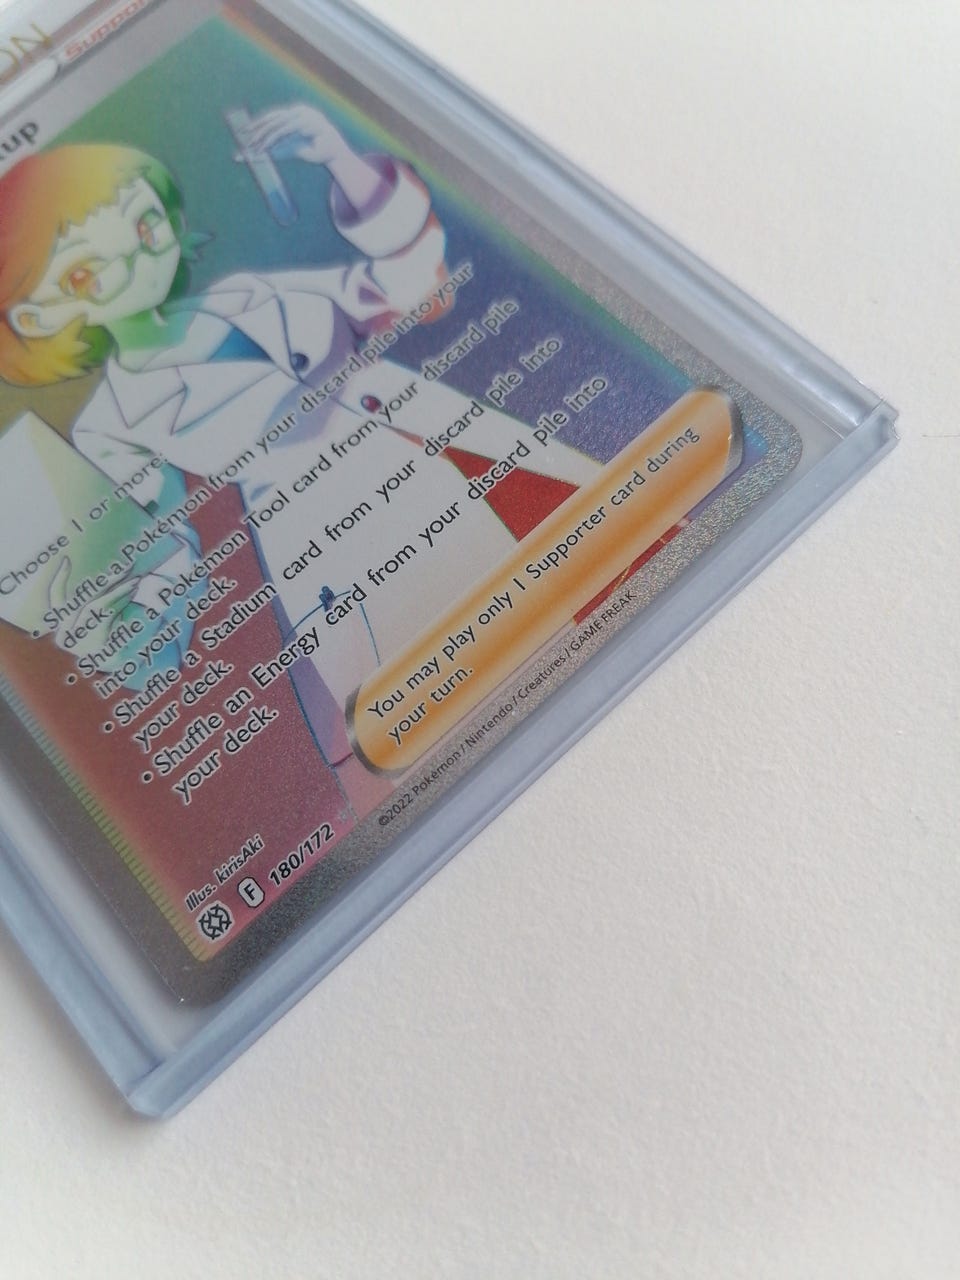 Choose 1 or more:
• Shuffle a Pokémon from your discard pile into your
deck.
• Shuffle a Pokémon Tool card from your discard pile
into your deck.
• Shuffle a Stadium card from your discard pile into
your deck.
• Shuffle an Energy card from your discard pile into
your deck.
You may play only 1 Supporter card during
your turn.
Illus. kirisAki
F 180/172
©2022 Pokémon / Nintendo / Creatures / GAME FREAK